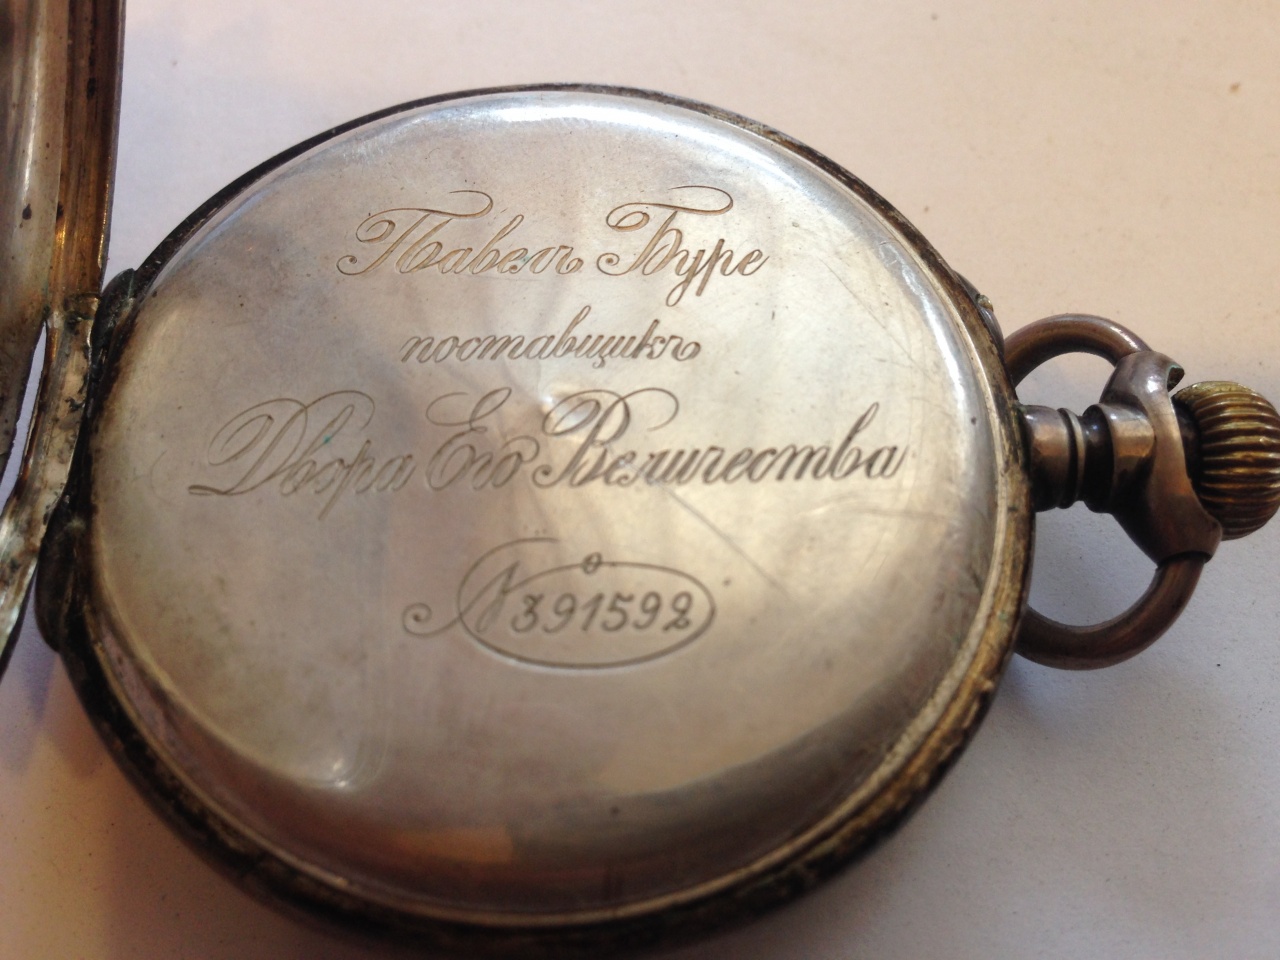 Павелъ Буре
поставщикъ
Двора Его Величества
№ 391592